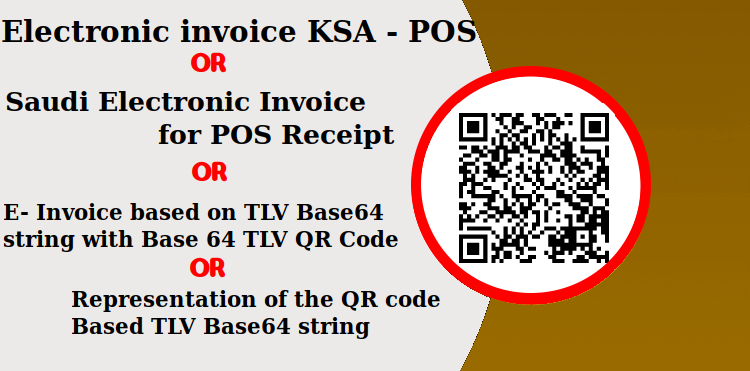 Electronic invoice KSA - POS
OR
Saudi Electronic Invoice
for POS Receipt
OR
E- Invoice based on TLV Base64
string with Base 64 TLV QR Code
OR
Representation of the QR code
Based TLV Base64 string